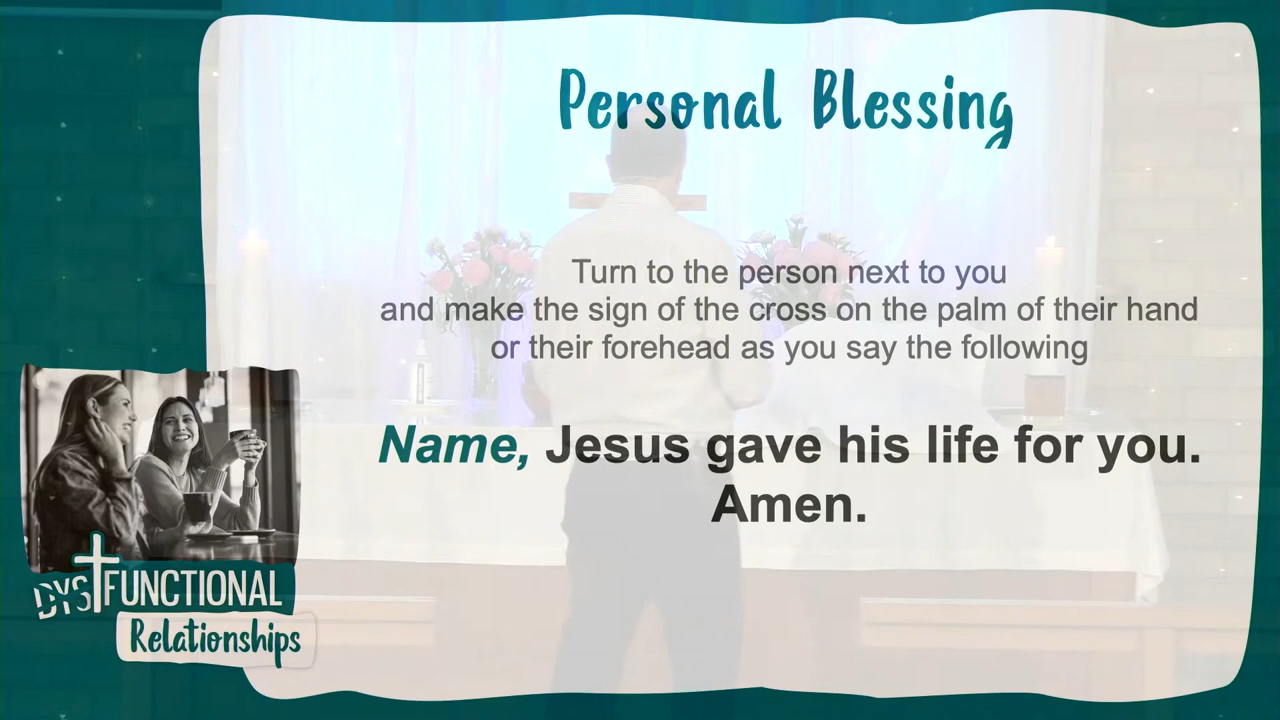 Personal Blessing
Turn to the person next to you
and make the sign of the cross on the palm of their hand
or their forehead as you say the following
Name, Jesus gave his life for you.
Amen.
DYSFUNCTIONAL
Relationships